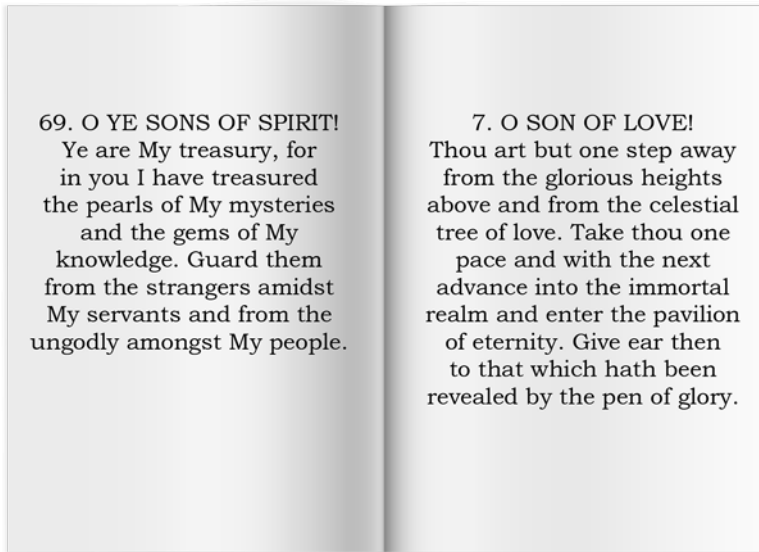 69. O YE SONS OF SPIRIT!
Ye are My treasury, for
in you I have treasured
the pearls of My mysteries
and the gems of My
knowledge. Guard them
from the strangers amidst
My servants and from the
ungodly amongst My people.
7. O SON OF LOVE!
Thou art but one step away
from the glorious heights
above and from the celestial
tree of love. Take thou one
pace and with the next
advance into the immortal
realm and enter the pavilion
of eternity. Give ear then
to that which hath been
revealed by the pen of glory.